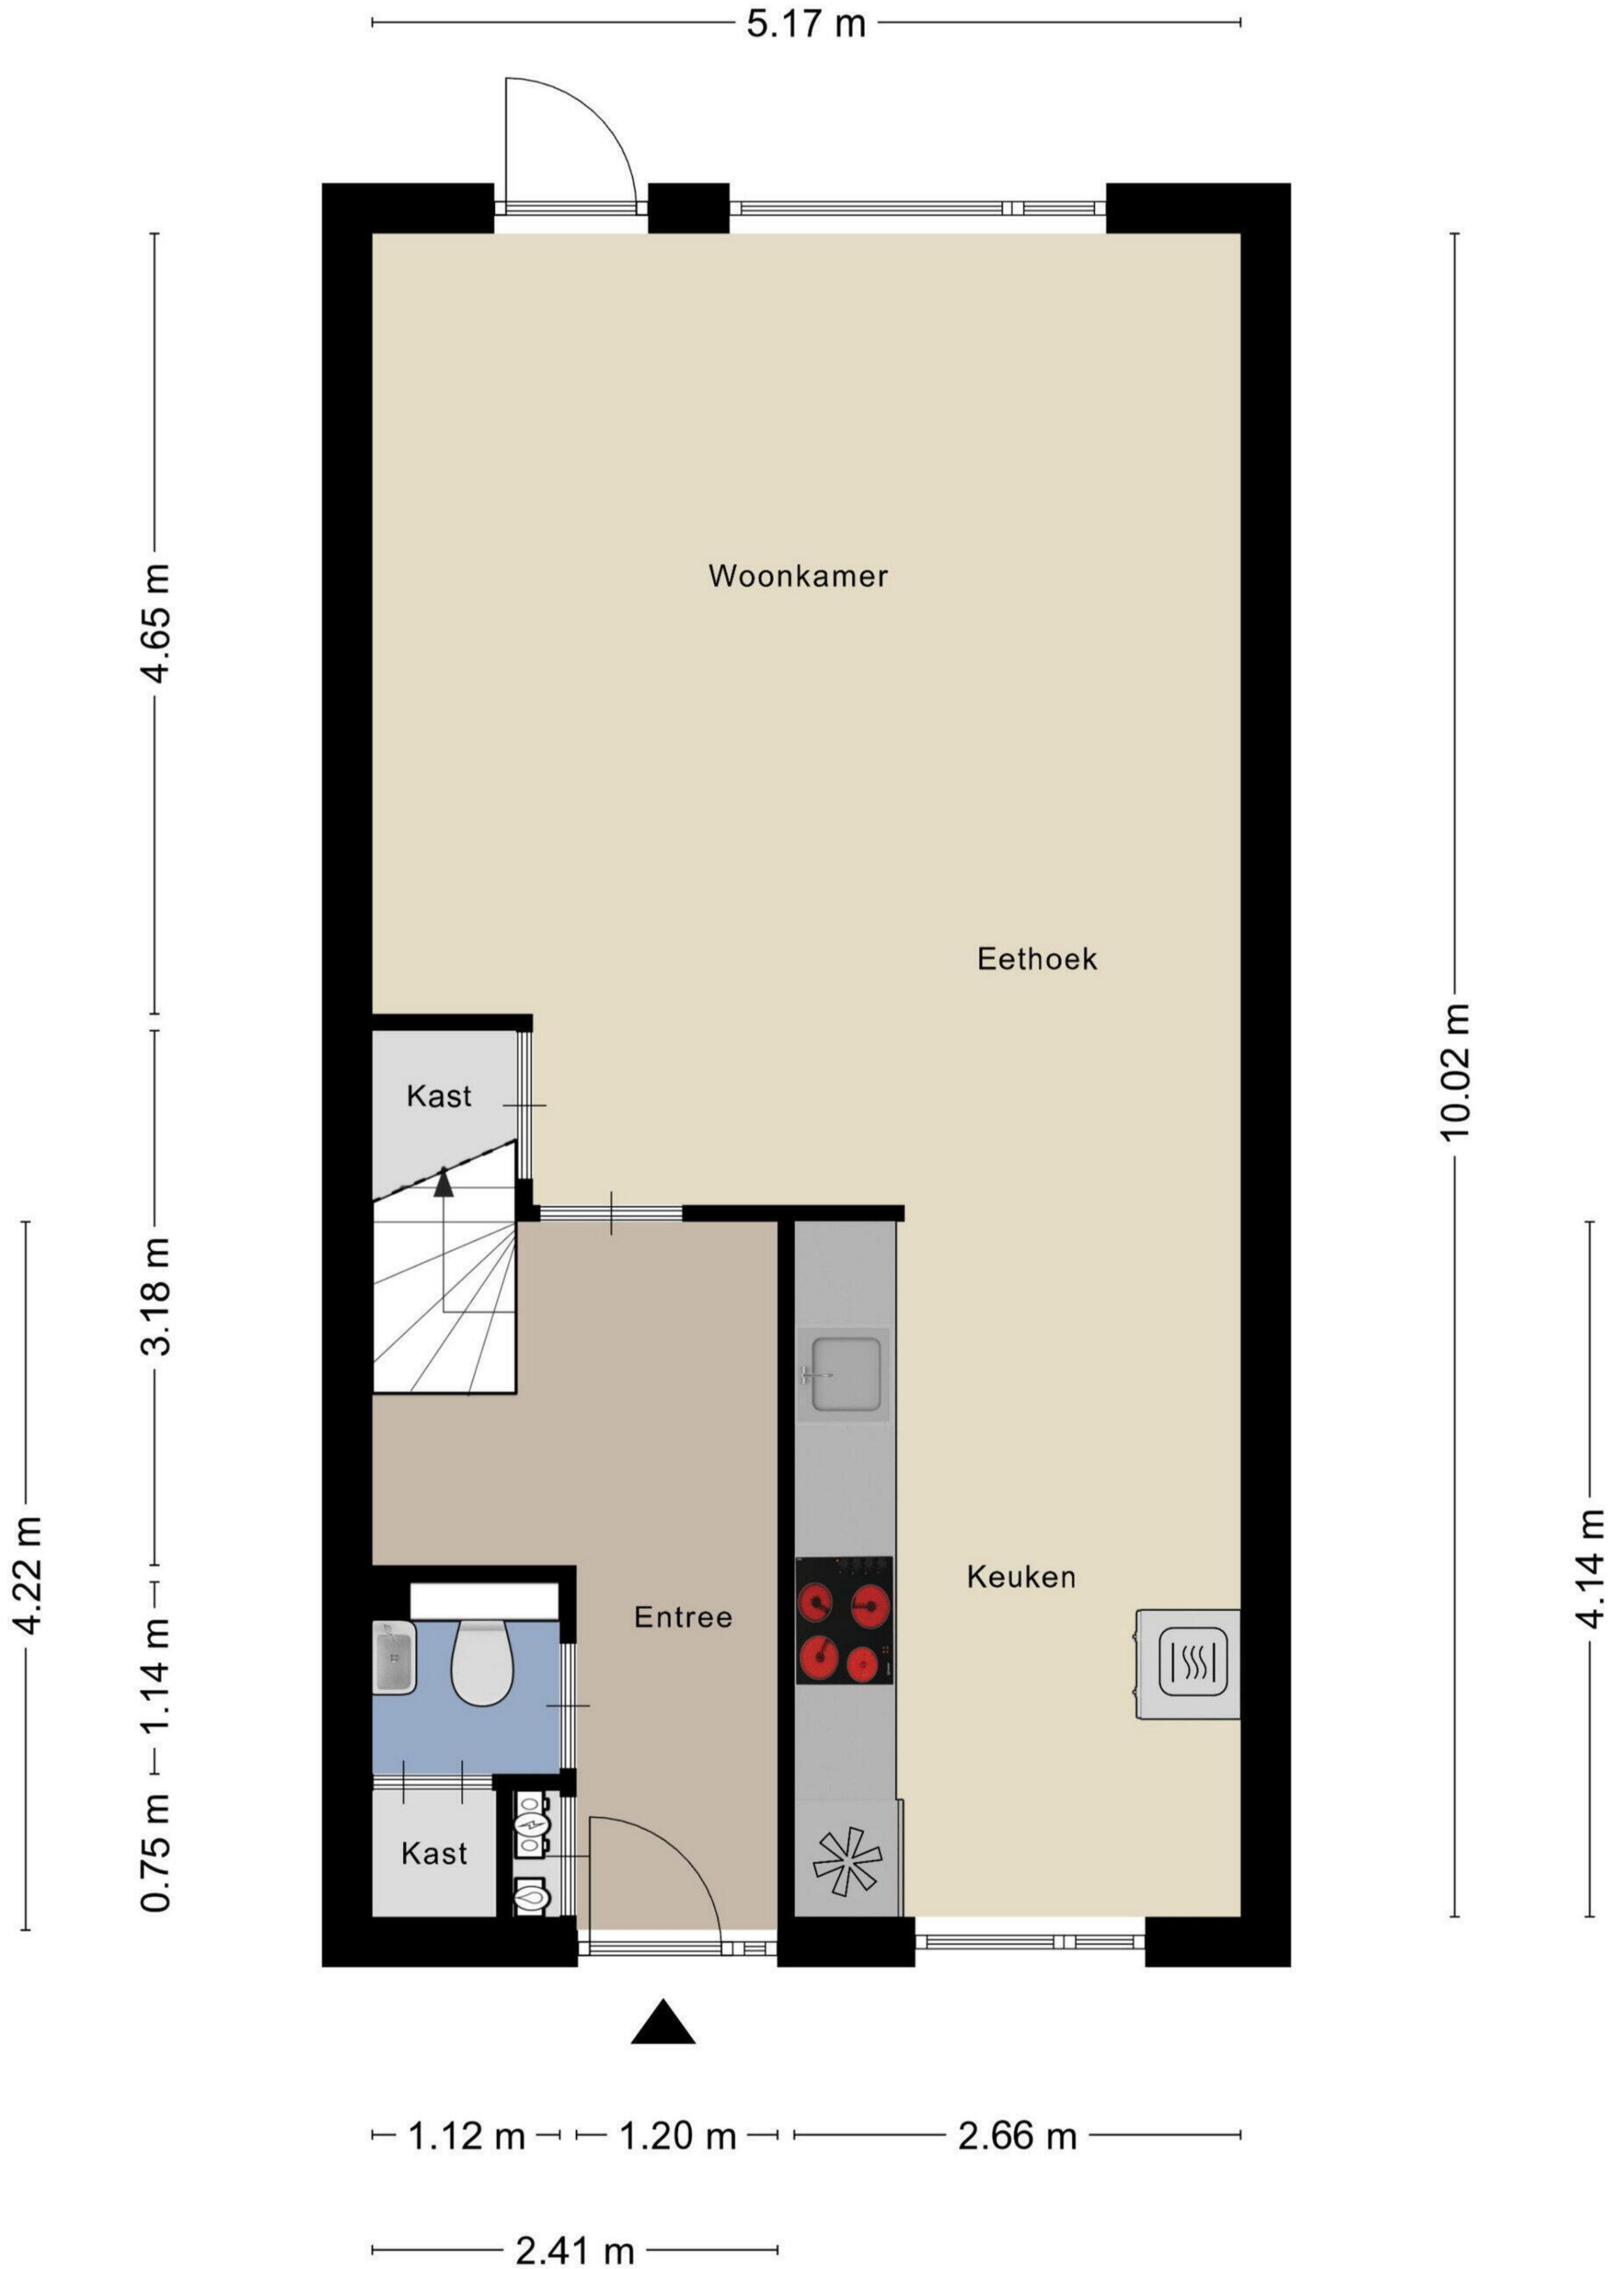 5.17 m
4.65 m
Woonkamer
Eethoek
10.02 m
Kast
3.18 m
4.22 m
4.14 m
Keuken
Entree
1.14 m
0.75 m
Kast
1.12 m
1.20 m
2.66 m
2.41 m